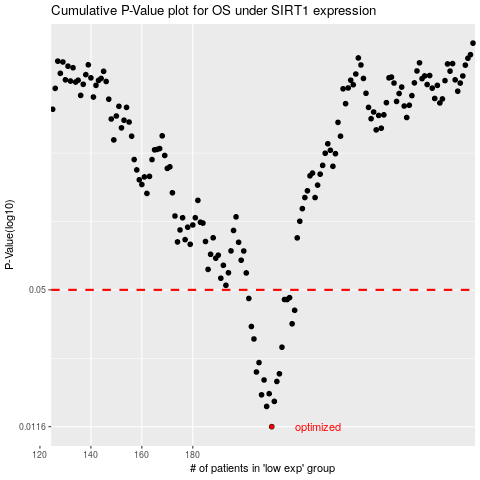 Cumulative P-Value plot for OS under SIRT1 expression
P-Value(log10)
0.05
0.0116
optimized
120 140 160 180
# of patients in 'low exp' group